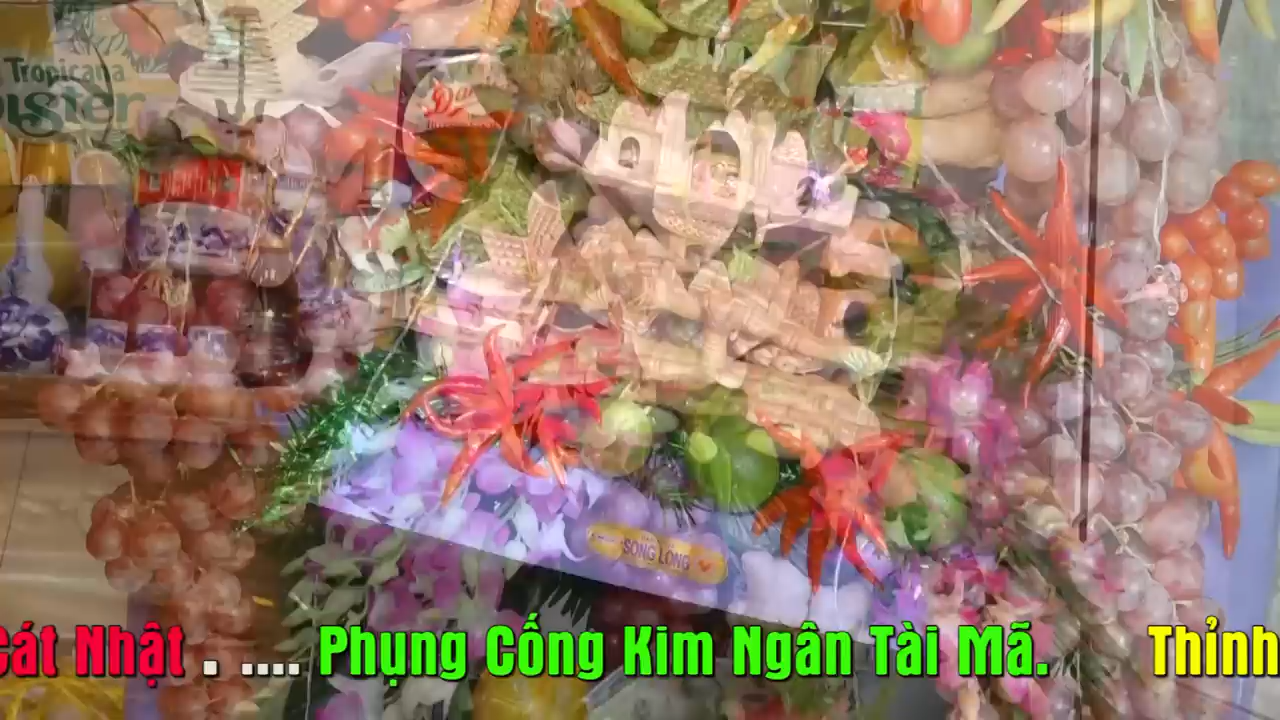 Tropicana
Twister
SONG LONG
Cát Nhật . .... Phụng Cống Kim Ngân Tài Mã. Thỉnh